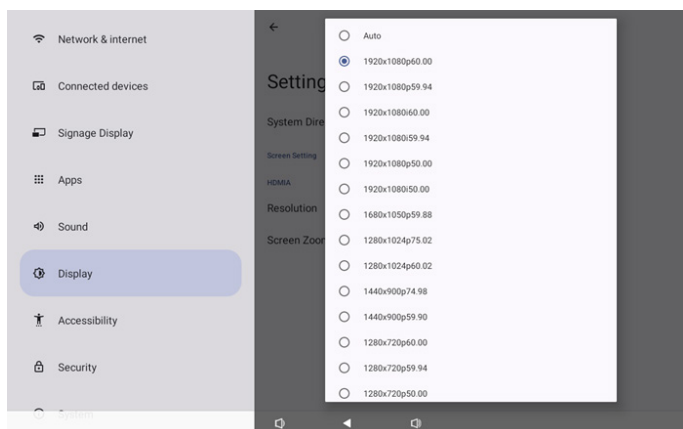 Network & internet
Connected devices
Signage Display
Apps
Sound
Display
Accessibility
Security
System
Setting
System Dire
Screen Setting
HDMIA
Resolution
Screen Zoor
Auto
1920x1080p60.00
1920x1080p59.94
1920x1080i60.00
1920x1080i59.94
1920x1080p50.00
1920x1080i50.00
1680x1050p59.88
1280x1024p75.02
1280x1024p60.02
1440x900p74.98
1440x900p59.90
1280x720p60.00
1280x720p59.94
1280x720p50.00